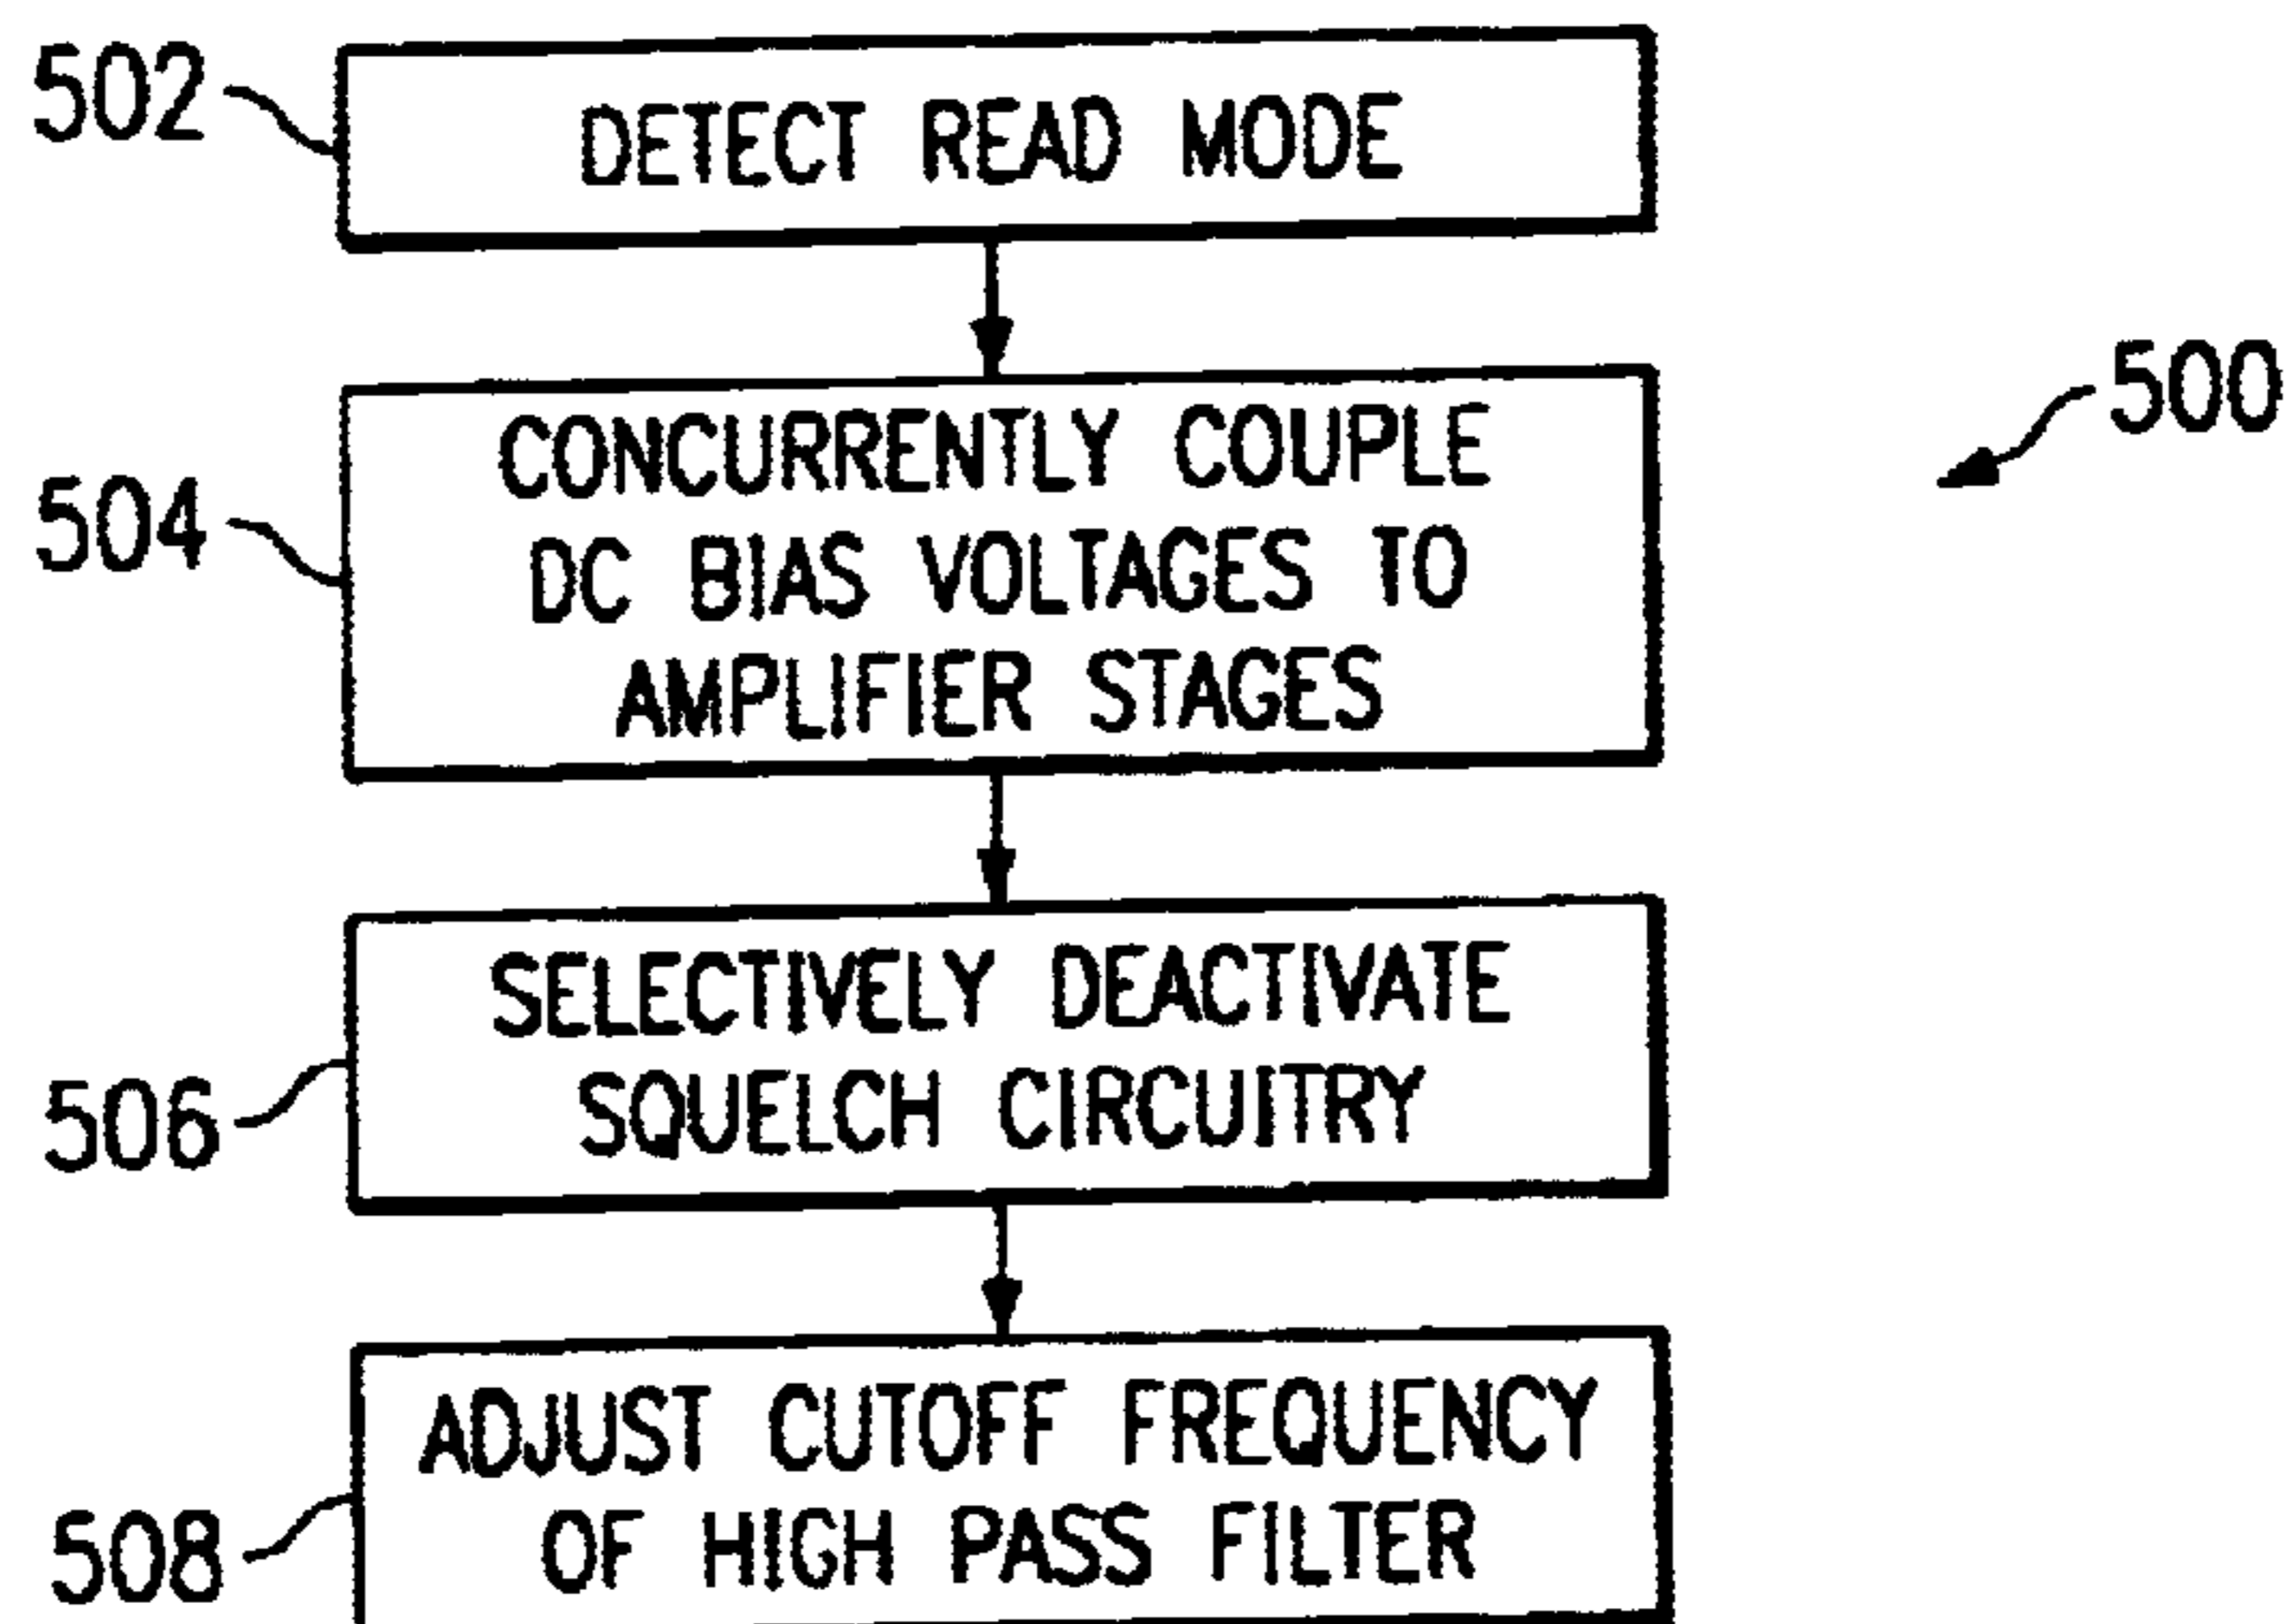 502
DETECT READ MODE
500
504
CONCURRENTLY COUPLE
DC BIAS VOLTAGES TO
AMPLIFIER STAGES
506
SELECTIVELY DEACTIVATE
SQUELCH CIRCUITRY
508
ADJUST CUTOFF FREQUENCY
OF HIGH PASS FILTER